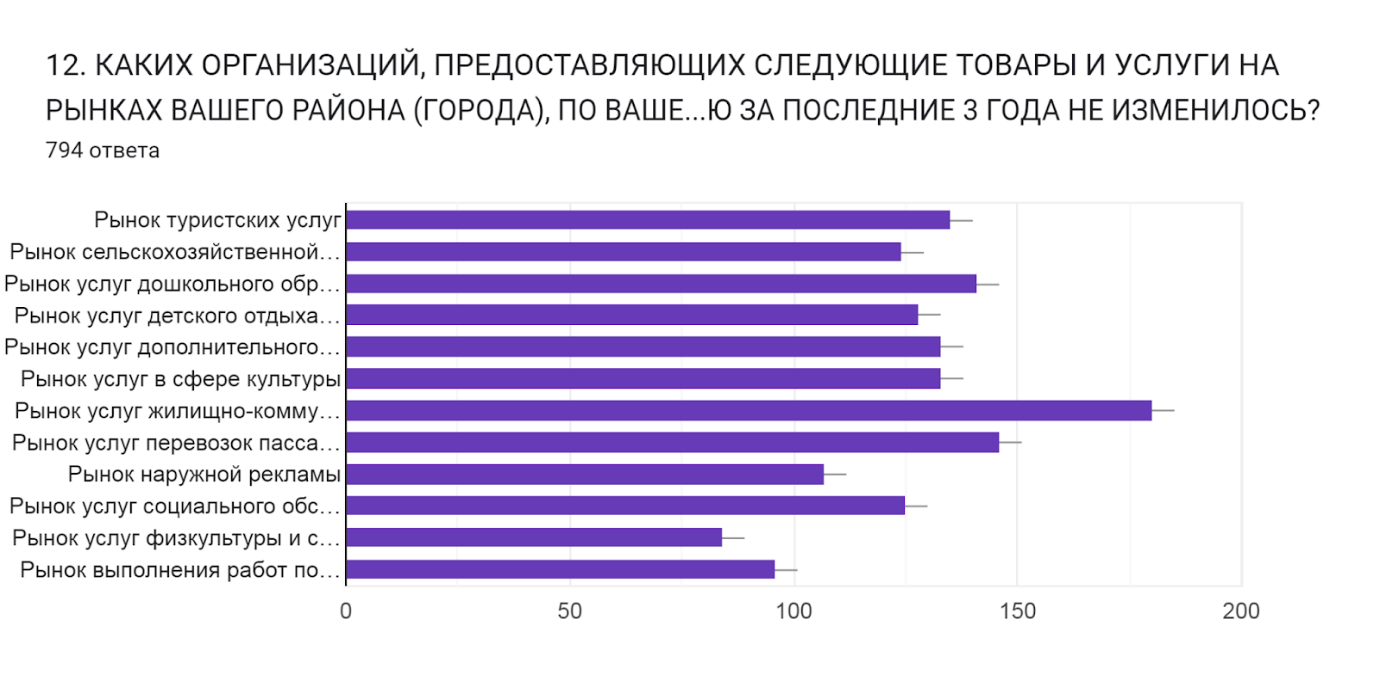 12. КАКИХ ОРГАНИЗАЦИЙ, ПРЕДОСТАВЛЯЮЩИХ СЛЕДУЮЩИЕ ТОВАРЫ И УСЛУГИ НА
РЫНКАХ ВАШЕГО РАЙОНА (ГОРОДА), ПО ВАШЕ...Ю ЗА ПОСЛЕДНИЕ 3 ГОДА НЕ ИЗМЕНИЛОСЬ?
794 ответа
Рынок туристских услуг
Рынок сельскохозяйственной...
Рынок услуг дошкольного обр...
Рынок услуг детского отдыха...
Рынок услуг дополнительного...
Рынок услуг в сфере культуры
Рынок услуг жилищно-комму...
Рынок услуг перевозок пасса...
Рынок наружной рекламы
Рынок услуг социального обс...
Рынок услуг физкультуры и с...
Рынок выполнения работ по...
0 50 100 150 200